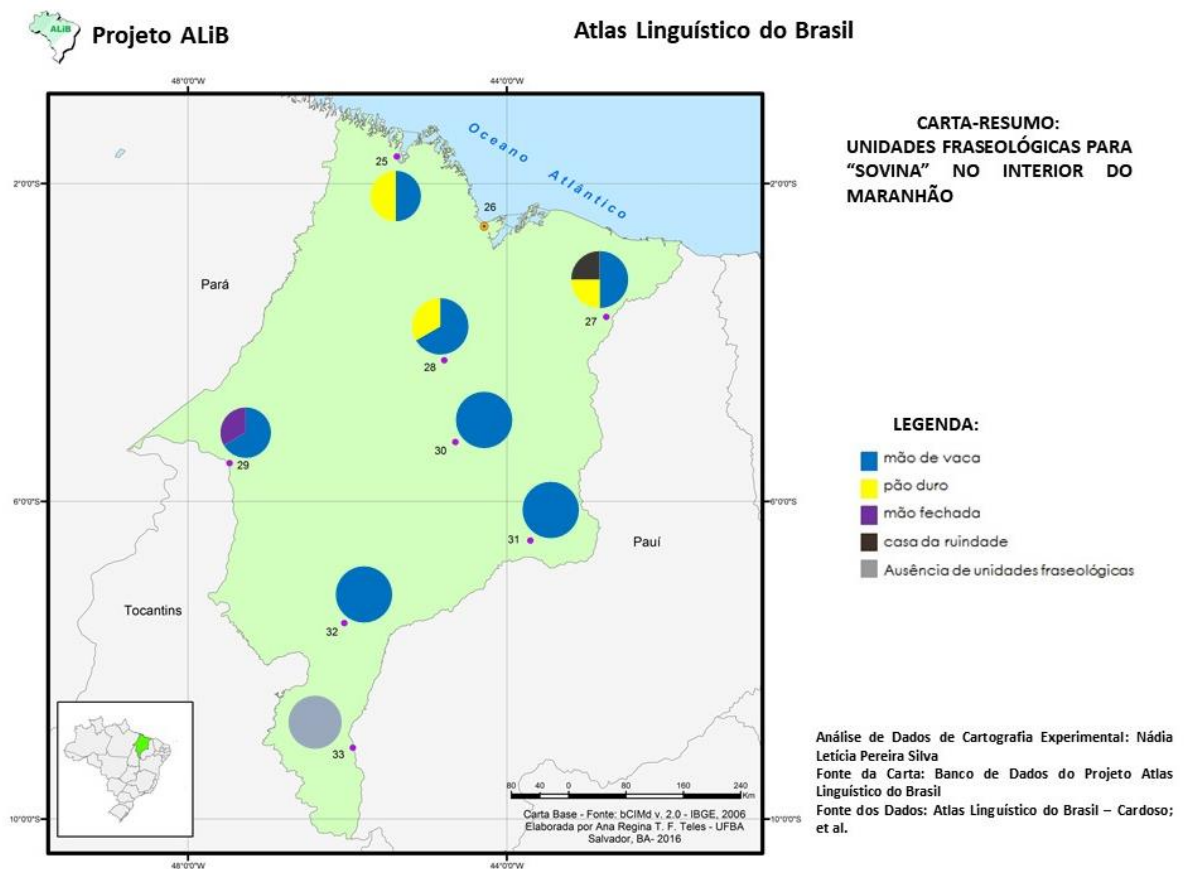 ALiB
Projeto ALiB
Atlas Linguístico do Brasil
48°0'0"W
44°0'0"W
2°0'0"S
2°0'0"S
6°0'0"S
6°0'0"S
10°0'0"S
10°0'0"S
48°0'0"W
44°0'0"W
Oceano Atlântico
25
26
Pará
27
28
29
30
31
Pauí
Tocantins
32
33
80 40 0 80 160 240
Km
Carta Base - Fonte: bCIMd v. 2.0 - IBGE, 2006
Elaborada por Ana Regina T. F. Teles - UFBA
Salvador, BA- 2016
CARTA-RESUMO:
UNIDADES FRASEOLÓGICAS PARA
“SOVINA” NO INTERIOR DO
MARANHÃO
LEGENDA:
mão de vaca
pão duro
mão fechada
casa da ruindade
Ausência de unidades fraseológicas
Análise de Dados de Cartografia Experimental: Nádia
Letícia Pereira Silva
Fonte da Carta: Banco de Dados do Projeto Atlas
Linguístico do Brasil
Fonte dos Dados: Atlas Linguístico do Brasil – Cardoso;
et al.